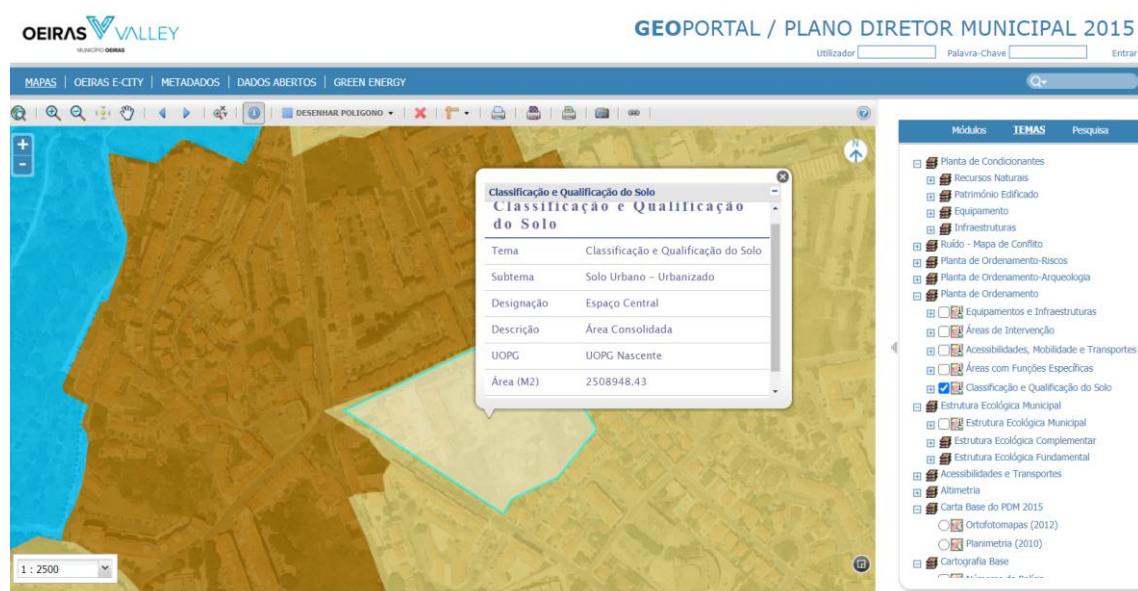 OEIRAS VALLEY
MUNICÍPIO OEIRAS
GEOPORTAL / PLANO DIRETOR MUNICIPAL 2015
Utilizador Palavra-Chave Entrar
MAPAS | OEIRAS E-CITY | METADADOS | DADOS ABERTOS | GREEN ENERGY
DESENHAR POLIGONO
Módulos TEMAS Pesquisa
+
-
N
Classificação e Qualificação do Solo
Classificação e Qualificação
do Solo
Tema Classificação e Qualificação do Solo
Subtema Solo Urbano – Urbanizado
Designação Espaço Central
Descrição Área Consolidada
UOPG UOPG Nascente
Área (M2) 2508948.43
1 : 2500
Planta de Condicionantes
Recursos Naturais
Património Edificado
Equipamento
Infraestruturas
Ruído - Mapa de Conflito
Planta de Ordenamento-Riscos
Planta de Ordenamento-Arqueologia
Planta de Ordenamento
Equipamentos e Infraestruturas
Áreas de Intervenção
Acessibilidades, Mobilidade e Transportes
Áreas com Funções Específicas
Classificação e Qualificação do Solo
Estrutura Ecológica Municipal
Estrutura Ecológica Municipal
Estrutura Ecológica Complementar
Estrutura Ecológica Fundamental
Acessibilidades e Transportes
Altimetria
Carta Base do PDM 2015
Ortofotomapas (2012)
Planimetria (2010)
Cartografia Base